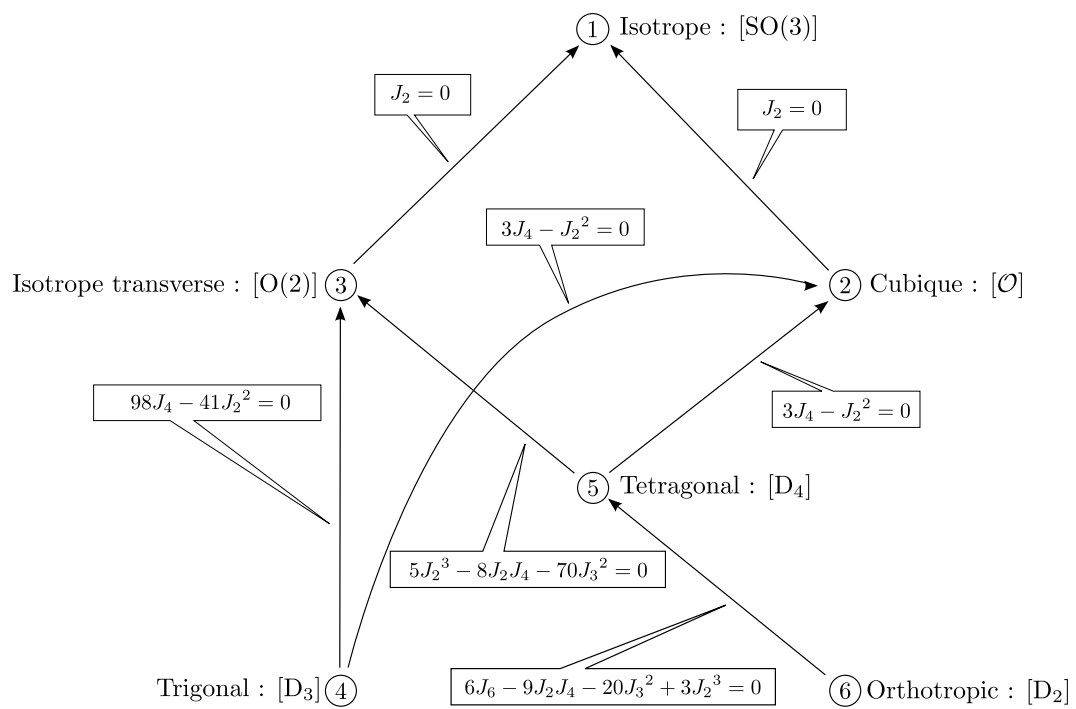 1 Isotrope : [SO(3)]
J₂ = 0
J₂ = 0
3J₄ − J₂² = 0
Isotrope transverse : [O(2)] 3
2 Cubique : [𝒪]
98J₄ − 41J₂² = 0
3J₄ − J₂² = 0
5 Tetragonal : [D₄]
5J₂³ − 8J₂J₄ − 70J₃² = 0
6J₆ − 9J₂J₄ − 20J₃² + 3J₂³ = 0
Trigonal : [D₃] 4
6 Orthotropic : [D₂]